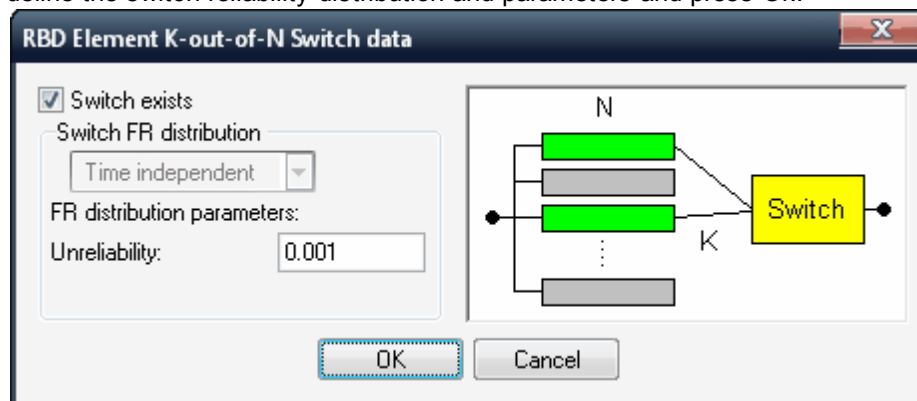 define the switch reliability distribution and parameters and press OK.
RBD Element K-out-of-N Switch data
Switch exists
Switch FR distribution
Time independent
FR distribution parameters:
Unreliability: 0.001
N
Switch
K
OK Cancel